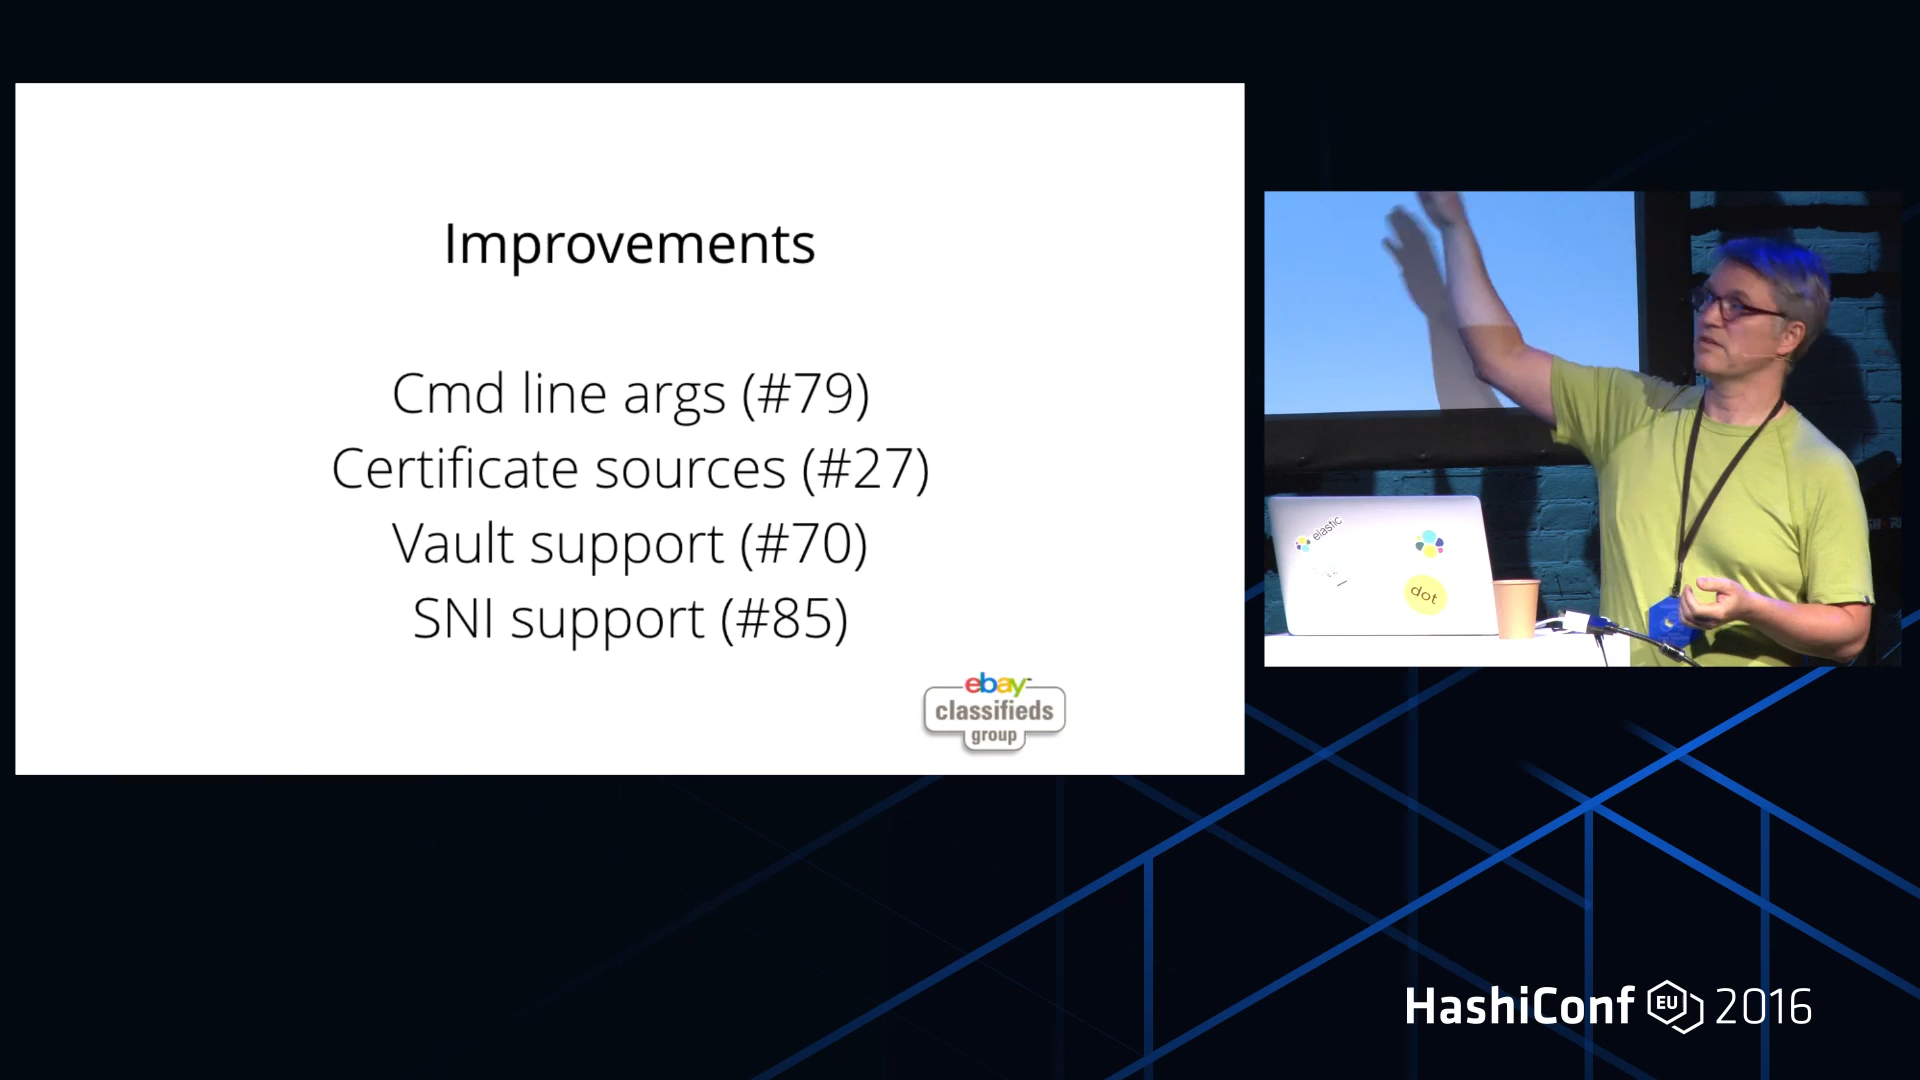 Improvements
Cmd line args (#79)
Certificate sources (#27)
Vault support (#70)
SNI support (#85)
ebay
classifieds
group
elastic
dot
HashiConf EU 2016